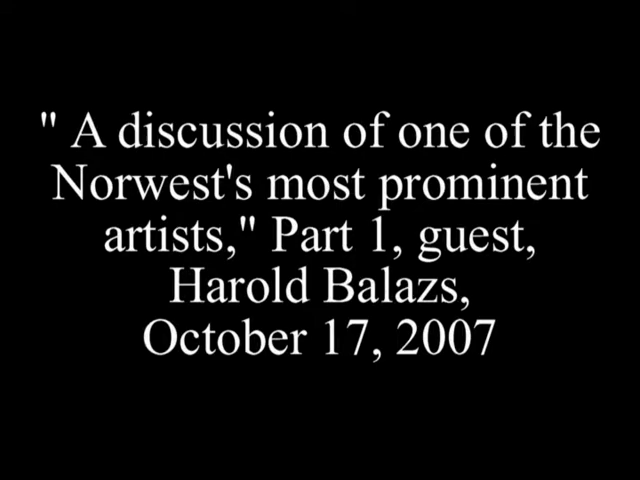 " A discussion of one of the
Norwest's most prominent
artists," Part 1, guest,
Harold Balazs,
October 17, 2007